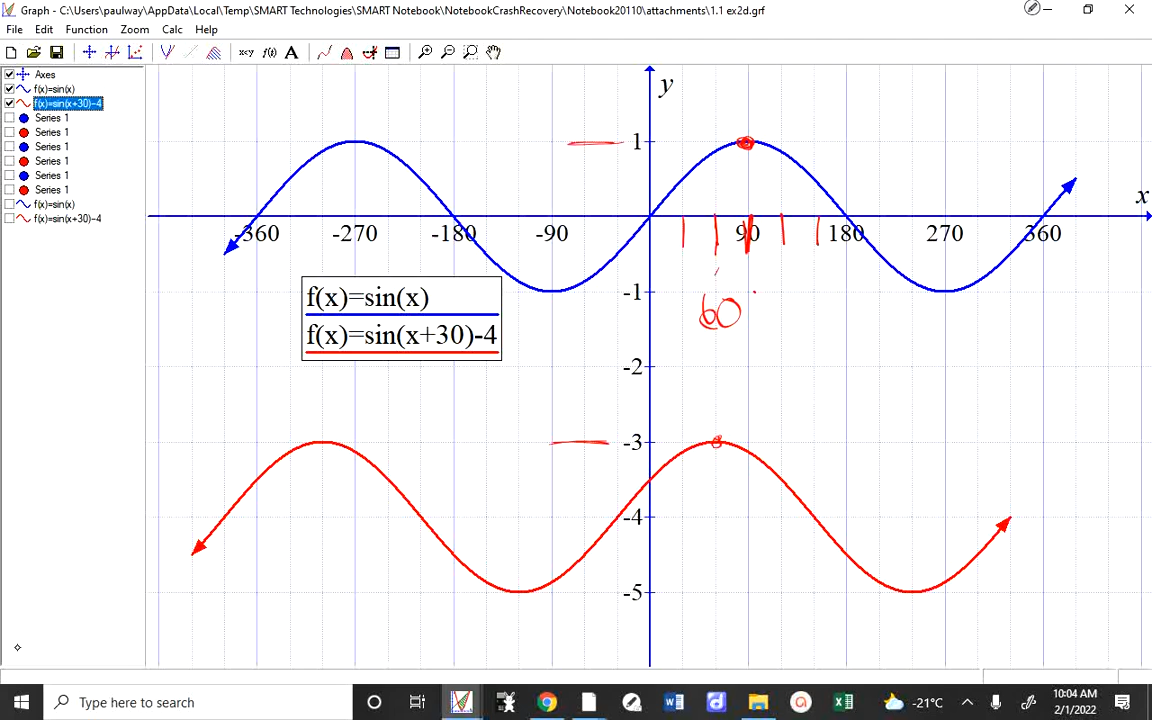 Graph - C:\Users\paulway\AppData\Local\Temp\SMART Technologies\SMART Notebook\NotebookCrashRecovery\Notebook20110\attachments\1.1 ex2d.grf
File Edit Function Zoom Calc Help
x<y f(t) A
Axes
f(x)=sin(x)
f(x)=sin(x+30)-4
Series 1
Series 1
Series 1
Series 1
Series 1
Series 1
f(x)=sin(x)
f(x)=sin(x+30)-4
y
1
x
-360 -270 -180 -90 90 180 270 360
-1
60
f(x)=sin(x)
f(x)=sin(x+30)-4
-2
-3
-4
-5
Type here to search
-21°C
10:04 AM
2/1/2022